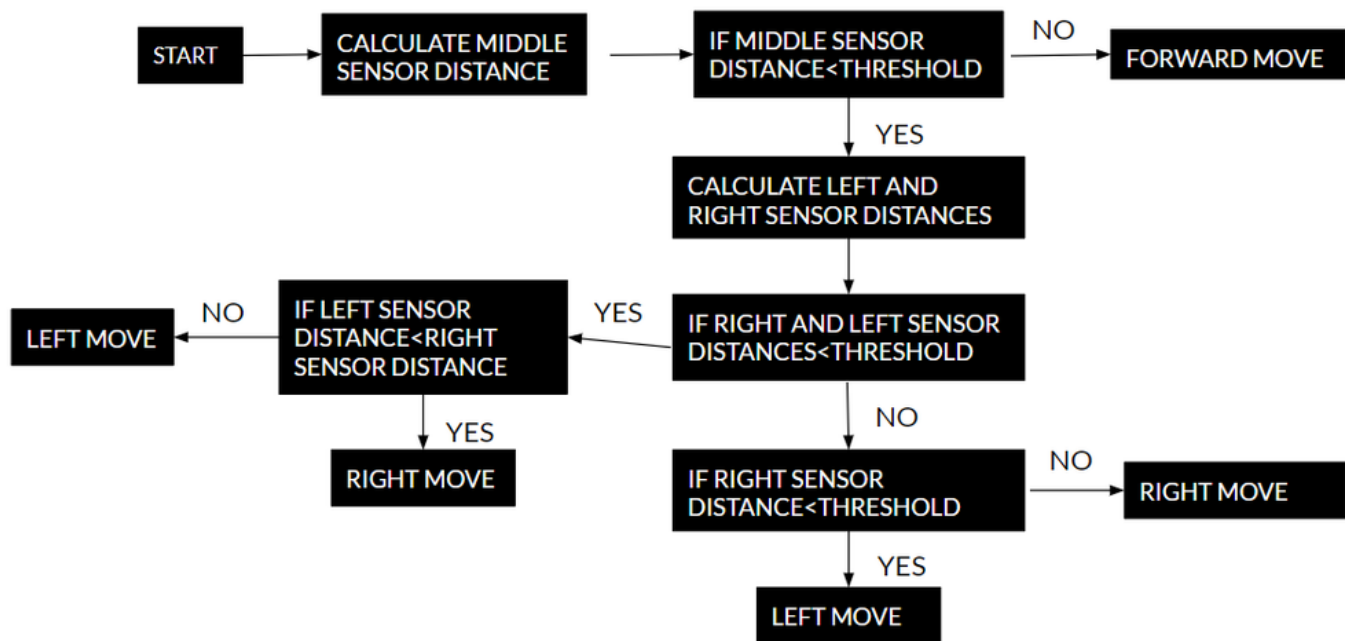 START
CALCULATE MIDDLE
SENSOR DISTANCE
IF MIDDLE SENSOR
DISTANCE<THRESHOLD
NO
FORWARD MOVE
YES
CALCULATE LEFT AND
RIGHT SENSOR DISTANCES
IF RIGHT AND LEFT SENSOR
DISTANCES<THRESHOLD
YES
IF LEFT SENSOR
DISTANCE<RIGHT
SENSOR DISTANCE
NO
LEFT MOVE
YES
RIGHT MOVE
NO
IF RIGHT SENSOR
DISTANCE<THRESHOLD
NO
RIGHT MOVE
YES
LEFT MOVE